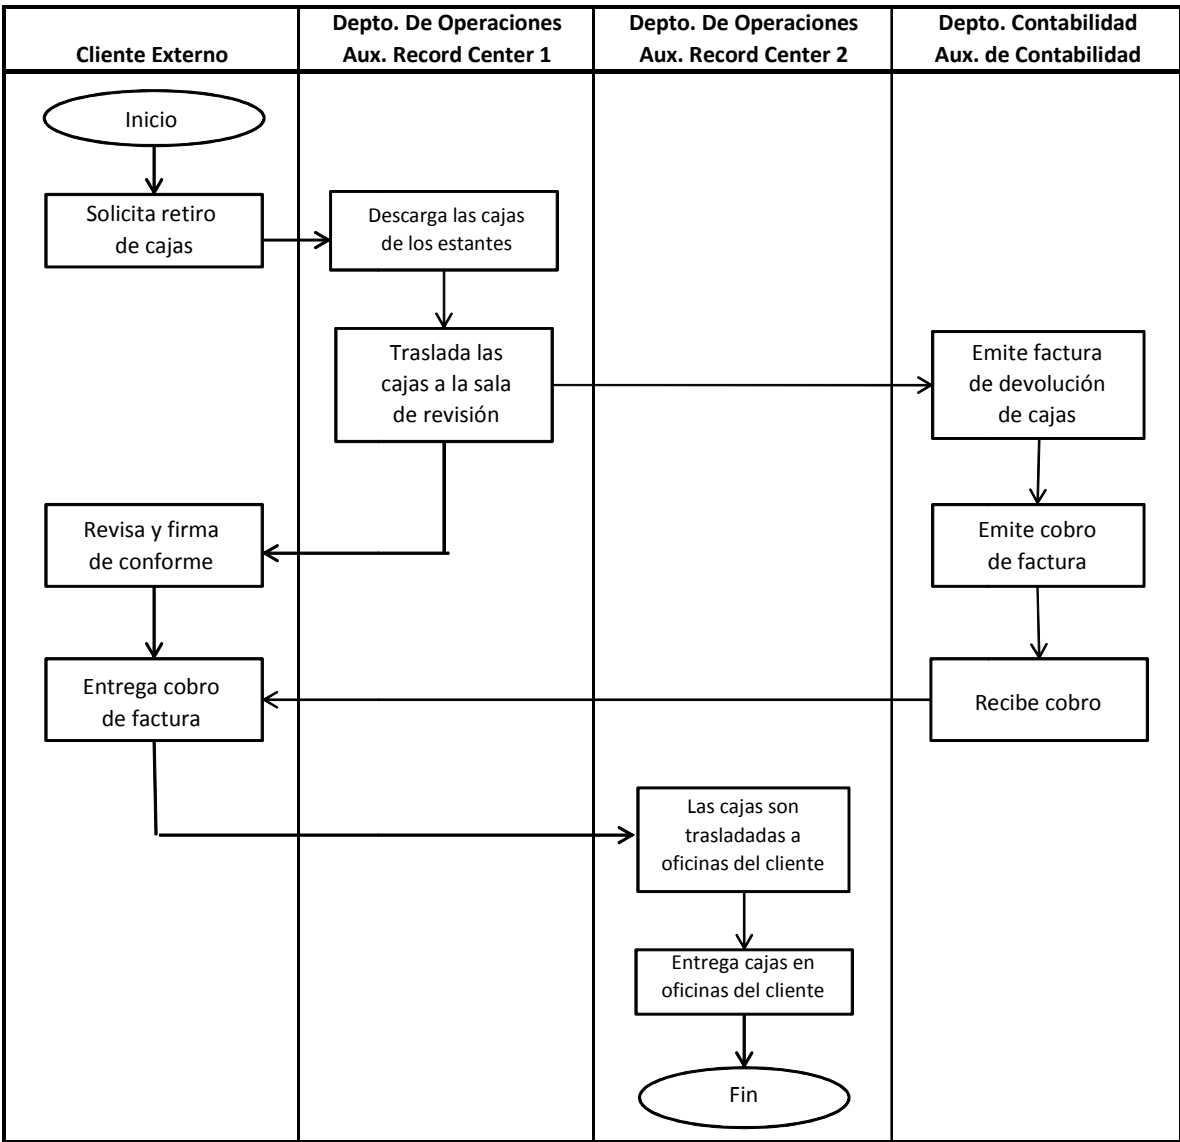 Cliente Externo
Depto. De Operaciones
Aux. Record Center 1
Depto. De Operaciones
Aux. Record Center 2
Depto. Contabilidad
Aux. de Contabilidad
Inicio
Solicita retiro
de cajas
Descarga las cajas
de los estantes
Traslada las
cajas a la sala
de revisión
Emite factura
de devolución
de cajas
Revisa y firma
de conforme
Emite cobro
de factura
Entrega cobro
de factura
Recibe cobro
Las cajas son
trasladadas a
oficinas del cliente
Entrega cajas en
oficinas del cliente
Fin